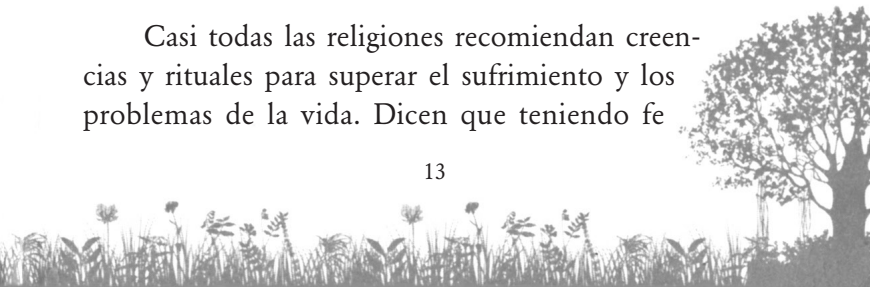 Casi todas las religiones recomiendan creen-
cias y rituales para superar el sufrimiento y los
problemas de la vida. Dicen que teniendo fe
13